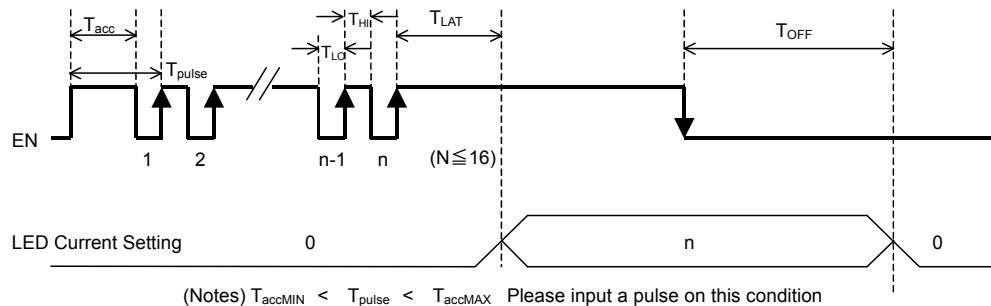 Tacc THI TLAT
TLO TOFF
Tpulse
EN
1 2 n-1 n (N≦16)
LED Current Setting 0 n 0
(Notes) TaccMIN < Tpulse < TaccMAX Please input a pulse on this condition